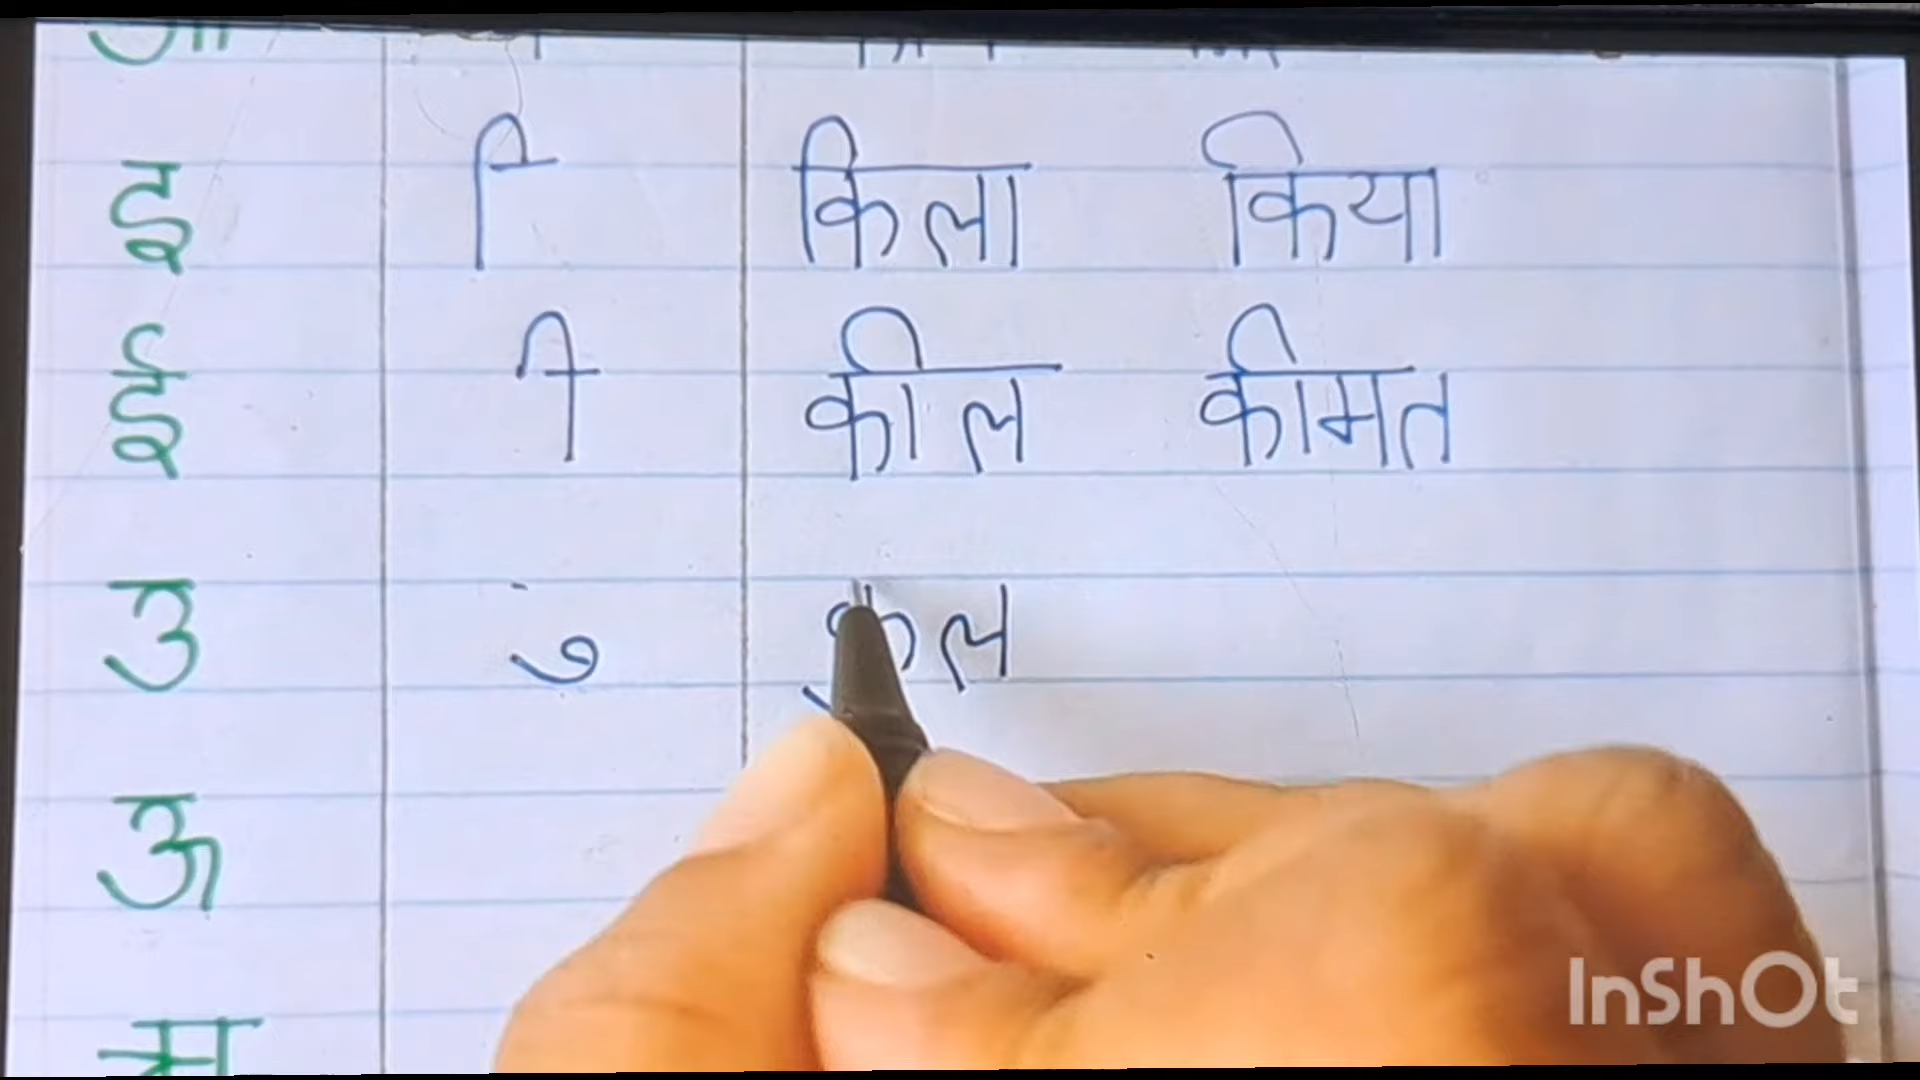 इ ि किला किया
ई ी कील कीमत
उ ु कुल
ऊ
InShOt